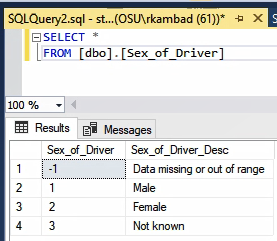 SQLQuery2.sql - st...(OSU\rkambad (61))*
SELECT *
FROM [dbo].[Sex_of_Driver]
100 %
Results Messages
Sex_of_Driver Sex_of_Driver_Desc
1 -1 Data missing or out of range
2 1 Male
3 2 Female
4 3 Not known